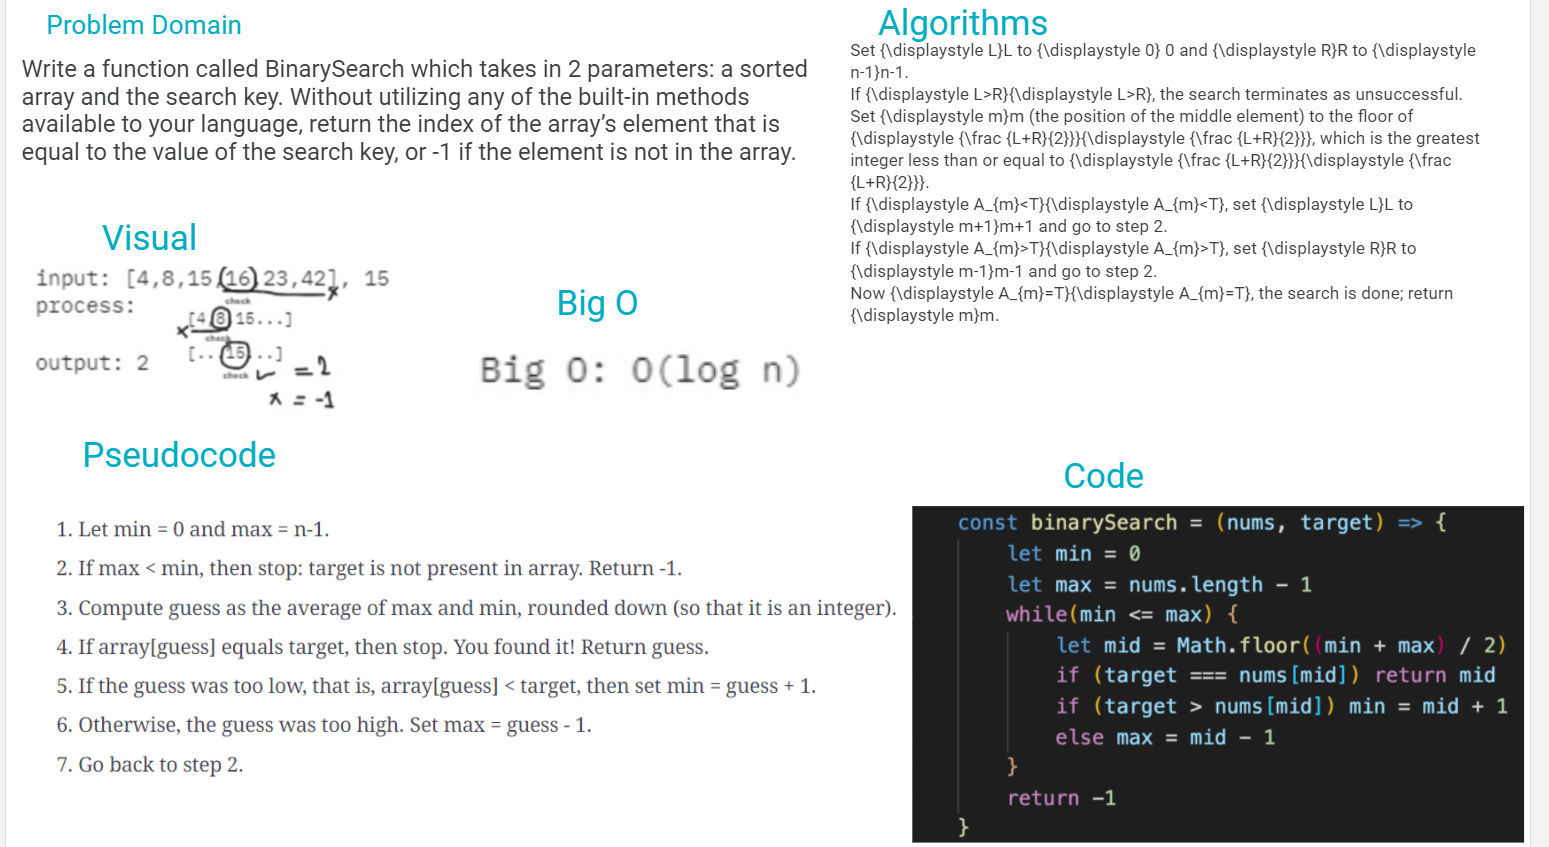 Problem Domain
Write a function called BinarySearch which takes in 2 parameters: a sorted
array and the search key. Without utilizing any of the built-in methods
available to your language, return the index of the array's element that is
equal to the value of the search key, or -1 if the element is not in the array.
Algorithms
Set {\displaystyle L}L to {\displaystyle 0} 0 and {\displaystyle R}R to {\displaystyle
n-1}n-1.
If {\displaystyle L>R}{\displaystyle L>R}, the search terminates as unsuccessful.
Set {\displaystyle m}m (the position of the middle element) to the floor of
{\displaystyle {\frac {L+R}{2}}}{\displaystyle {\frac {L+R}{2}}}, which is the greatest
integer less than or equal to {\displaystyle {\frac {L+R}{2}}}{\displaystyle {\frac
{L+R}{2}}}.
If {\displaystyle A_{m}<T}{\displaystyle A_{m}<T}, set {\displaystyle L}L to
{\displaystyle m+1}m+1 and go to step 2.
If {\displaystyle A_{m}>T}{\displaystyle A_{m}>T}, set {\displaystyle R}R to
{\displaystyle m-1}m-1 and go to step 2.
Now {\displaystyle A_{m}=T}{\displaystyle A_{m}=T}, the search is done; return
{\displaystyle m}m.
Visual
input: [4,8,15,(16),23,42], 15
x
check
process:
[4,8,15...]
x
check
[..15..]
output: 2
check
= 2
x = -1
Big O
Big O: O(log n)
Pseudocode
1. Let min = 0 and max = n-1.
2. If max < min, then stop: target is not present in array. Return -1.
3. Compute guess as the average of max and min, rounded down (so that it is an integer).
4. If array[guess] equals target, then stop. You found it! Return guess.
5. If the guess was too low, that is, array[guess] < target, then set min = guess + 1.
6. Otherwise, the guess was too high. Set max = guess - 1.
7. Go back to step 2.
Code
const binarySearch = (nums, target) => {
let min = 0
let max = nums.length - 1
while(min <= max) {
let mid = Math.floor((min + max) / 2)
if (target === nums[mid]) return mid
if (target > nums[mid]) min = mid + 1
else max = mid - 1
}
return -1
}